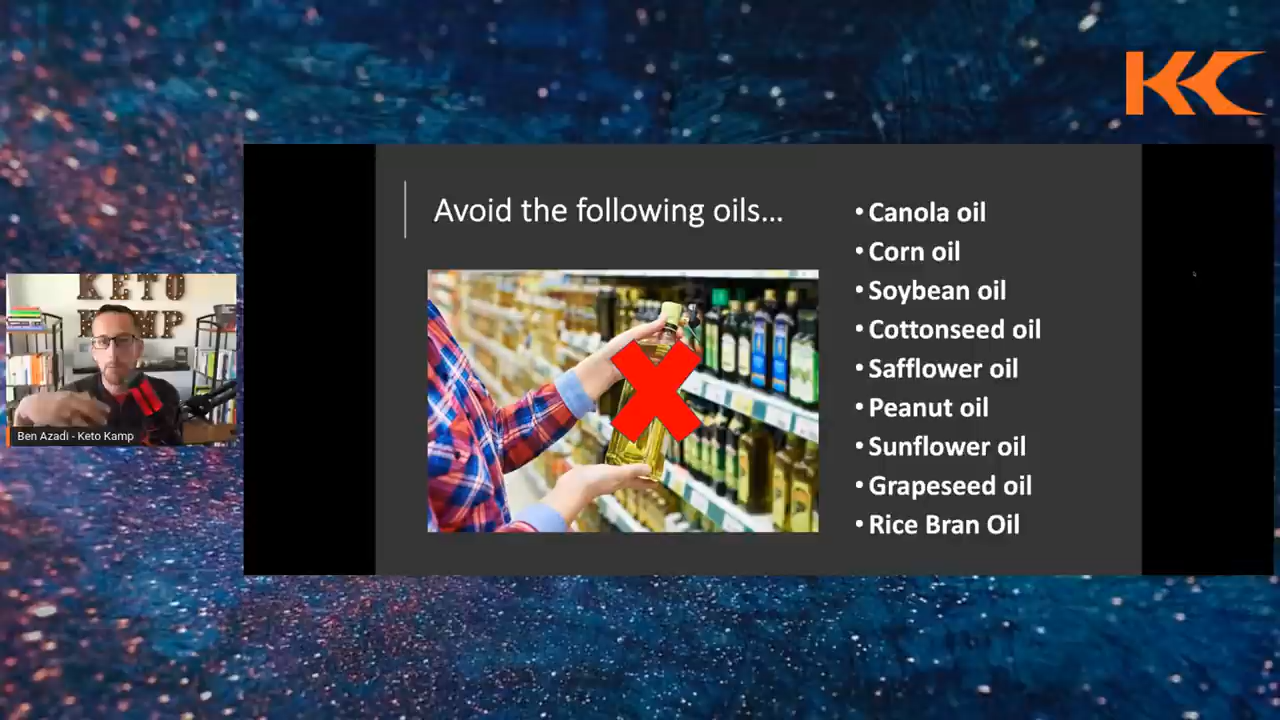 KC
Avoid the following oils...
• Canola oil
• Corn oil
• Soybean oil
• Cottonseed oil
• Safflower oil
• Peanut oil
• Sunflower oil
• Grapeseed oil
• Rice Bran Oil
KETO
KAMP
Ben Azadi - Keto Kamp